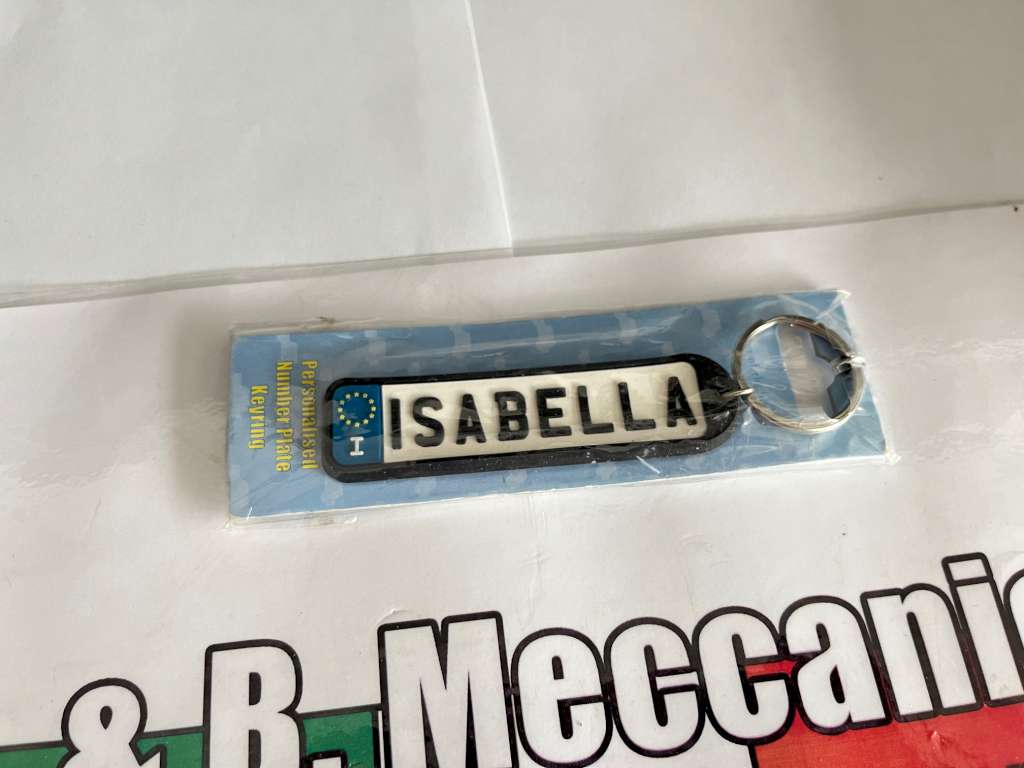 Personalised
Number Plate
Keyring
I
ISABELLA
& R. Meccanic